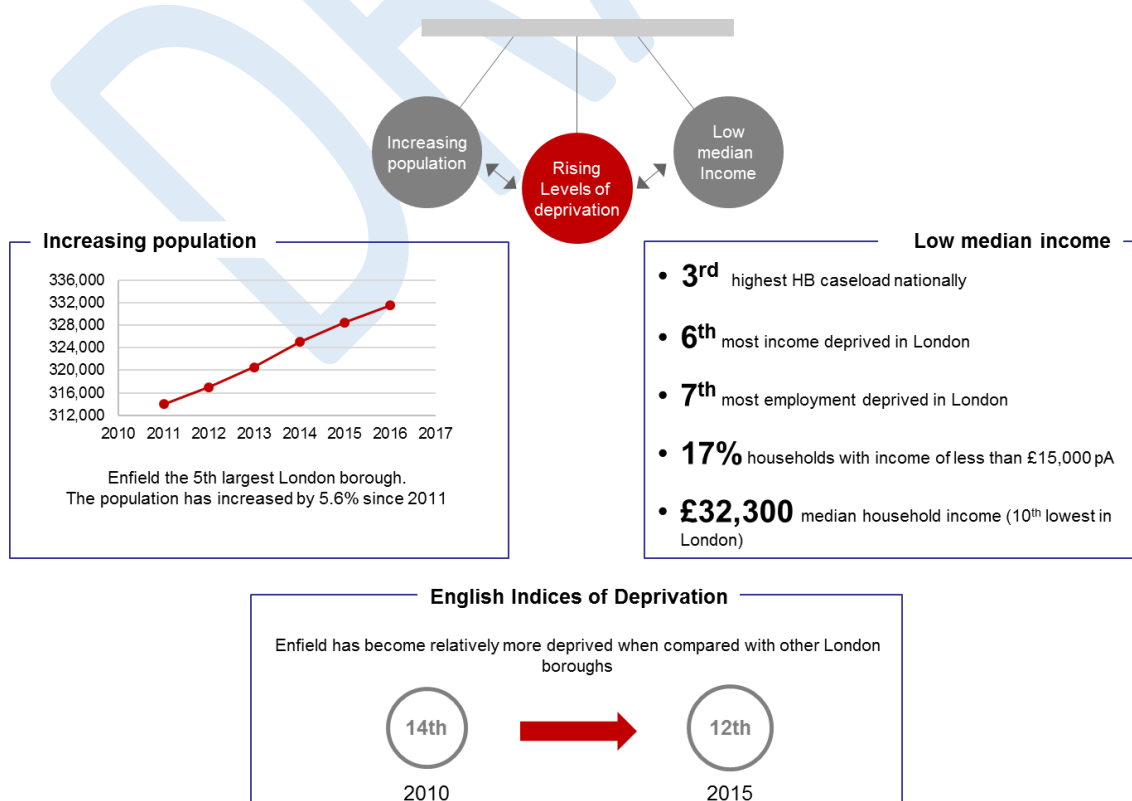 DRA
Increasing
population
Rising
Levels of
deprivation
Low
median
Income
Increasing population
336,000
332,000
328,000
324,000
320,000
316,000
312,000
2010 2011 2012 2013 2014 2015 2016 2017
Enfield the 5th largest London borough.
The population has increased by 5.6% since 2011
Low median income
• 3rd highest HB caseload nationally
• 6th most income deprived in London
• 7th most employment deprived in London
• 17% households with income of less than £15,000 pA
• £32,300 median household income (10th lowest in
London)
English Indices of Deprivation
Enfield has become relatively more deprived when compared with other London
boroughs
14th
12th
2010
2015